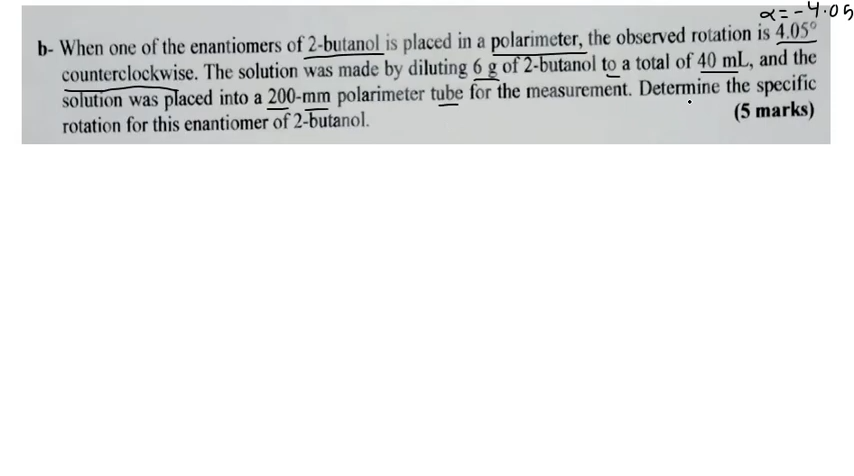 α = -4.05
b- When one of the enantiomers of 2-butanol is placed in a polarimeter, the observed rotation is 4.05°
counterclockwise. The solution was made by diluting 6 g of 2-butanol to a total of 40 mL, and the
solution was placed into a 200-mm polarimeter tube for the measurement. Determine the specific
rotation for this enantiomer of 2-butanol.
(5 marks)